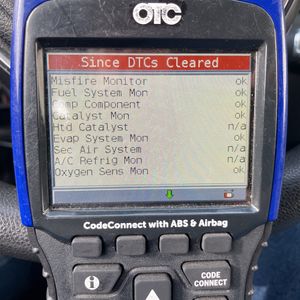 OTC
Since DTCs Cleared
Misfire Monitor ok
Fuel System Mon ok
Comp Component ok
Catalyst Mon ok
Htd Catalyst n/a
Evap System Mon ok
Sec Air System n/a
A/C Refrig Mon n/a
Oxygen Sens Mon ok
CodeConnect with ABS & Airbag
i
CODE
CONNECT